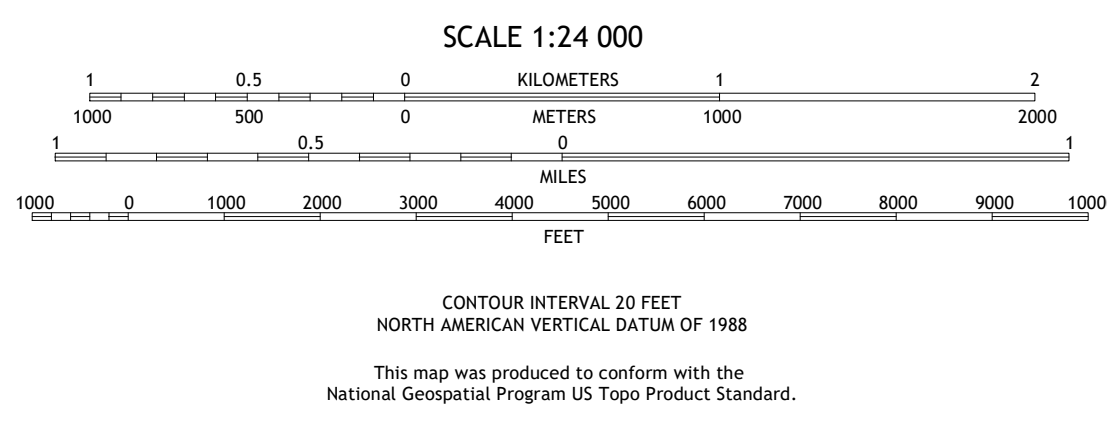 SCALE 1:24 000
1 0.5 0 KILOMETERS 1 2
1000 500 0 METERS 1000 2000
1 0.5 0 1
MILES
1000 0 1000 2000 3000 4000 5000 6000 7000 8000 9000 1000
FEET
CONTOUR INTERVAL 20 FEET
NORTH AMERICAN VERTICAL DATUM OF 1988
This map was produced to conform with the
National Geospatial Program US Topo Product Standard.